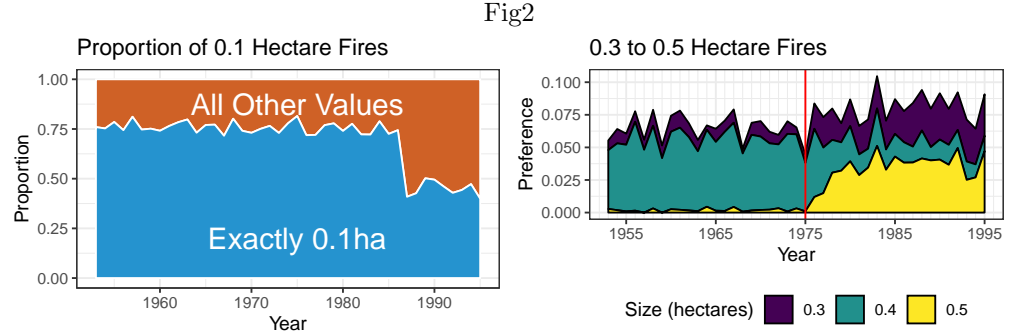 Fig2
Proportion of 0.1 Hectare Fires
1.00
0.75
0.50
0.25
0.00
Proportion
All Other Values
Exactly 0.1ha
1960 1970 1980 1990
Year
0.3 to 0.5 Hectare Fires
0.100
0.075
0.050
0.025
0.000
Preference
1955 1965 1975 1985 1995
Year
Size (hectares) 0.3 0.4 0.5